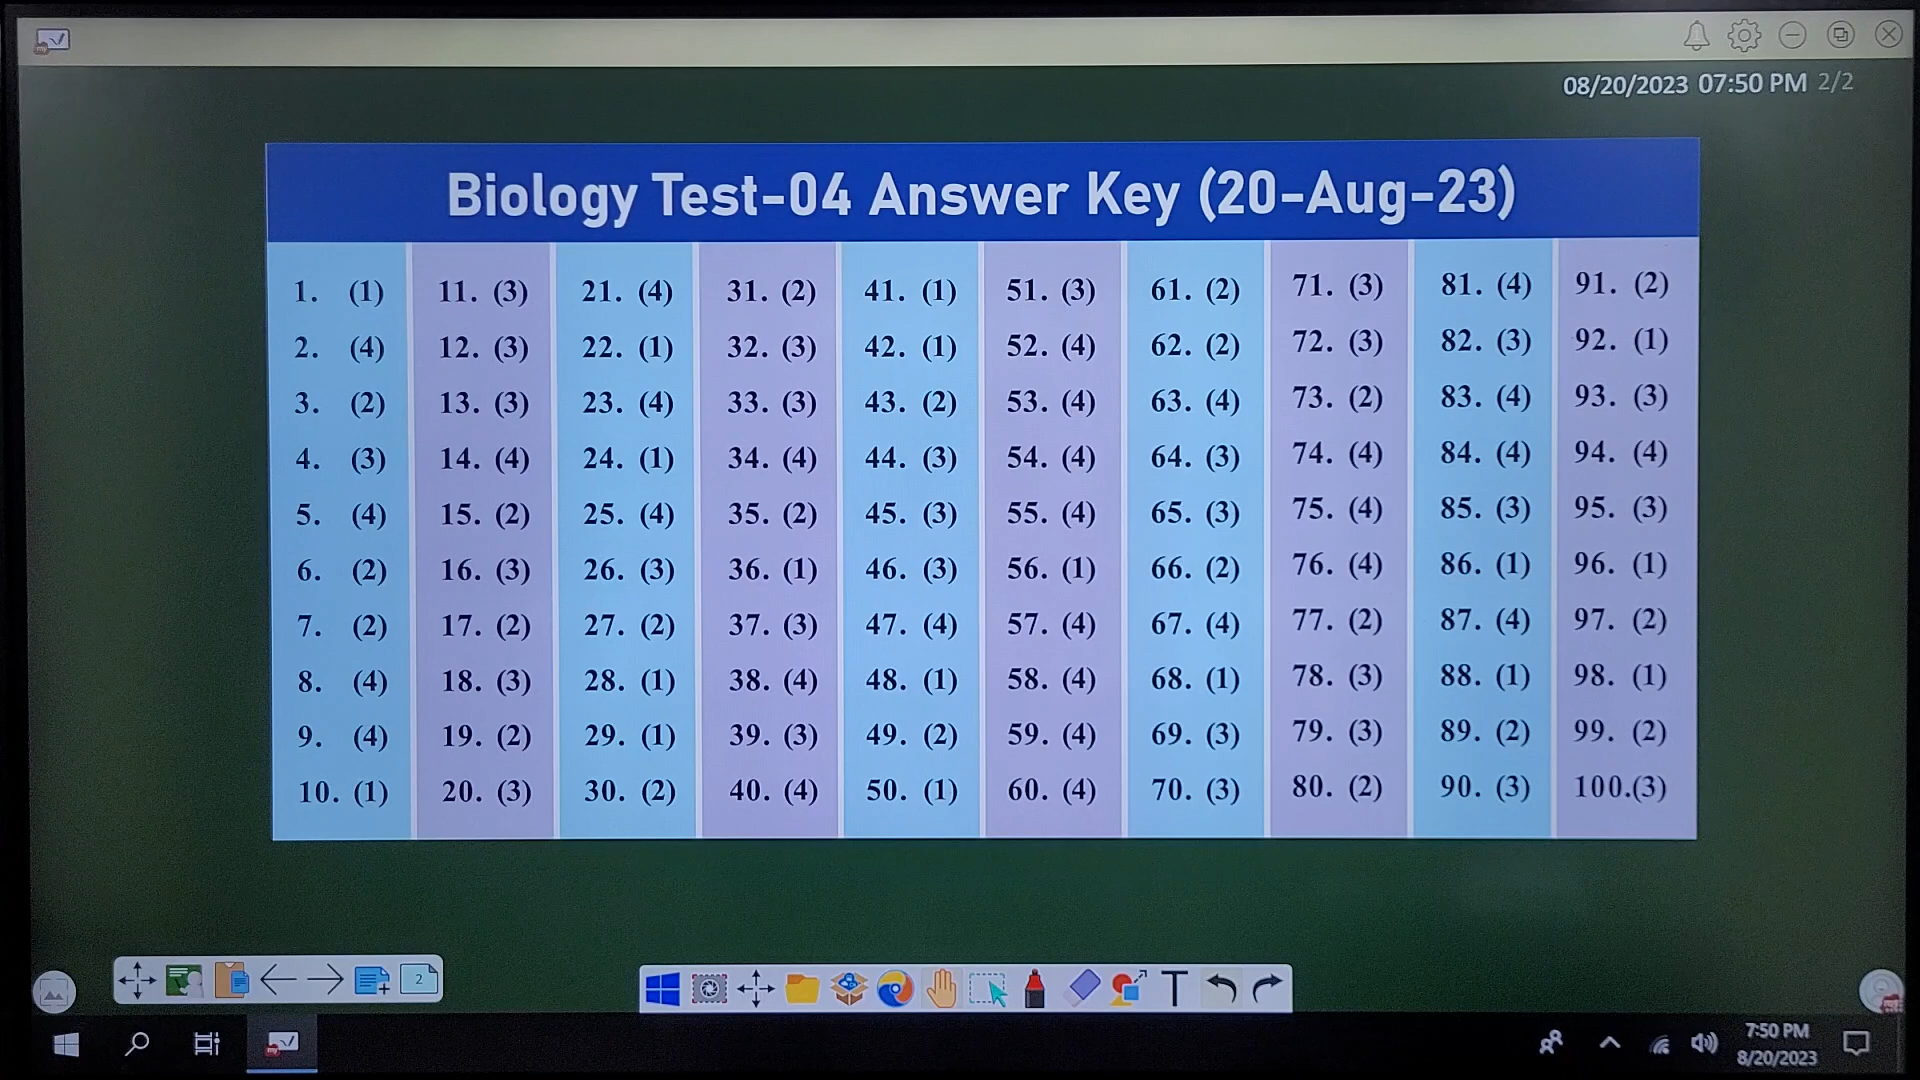 08/20/2023 07:50 PM 2/2
Biology Test-04 Answer Key (20-Aug-23)
1. (1) 11. (3) 21. (4) 31. (2) 41. (1) 51. (3) 61. (2) 71. (3) 81. (4) 91. (2)
2. (4) 12. (3) 22. (1) 32. (3) 42. (1) 52. (4) 62. (2) 72. (3) 82. (3) 92. (1)
3. (2) 13. (3) 23. (4) 33. (3) 43. (2) 53. (4) 63. (4) 73. (2) 83. (4) 93. (3)
4. (3) 14. (4) 24. (1) 34. (4) 44. (3) 54. (4) 64. (3) 74. (4) 84. (4) 94. (4)
5. (4) 15. (2) 25. (4) 35. (2) 45. (3) 55. (4) 65. (3) 75. (4) 85. (3) 95. (3)
6. (2) 16. (3) 26. (3) 36. (1) 46. (3) 56. (1) 66. (2) 76. (4) 86. (1) 96. (1)
7. (2) 17. (2) 27. (2) 37. (3) 47. (4) 57. (4) 67. (4) 77. (2) 87. (4) 97. (2)
8. (4) 18. (3) 28. (1) 38. (4) 48. (1) 58. (4) 68. (1) 78. (3) 88. (1) 98. (1)
9. (4) 19. (2) 29. (1) 39. (3) 49. (2) 59. (4) 69. (3) 79. (3) 89. (2) 99. (2)
10. (1) 20. (3) 30. (2) 40. (4) 50. (1) 60. (4) 70. (3) 80. (2) 90. (3) 100.(3)
2
T
my
7:50 PM
8/20/2023